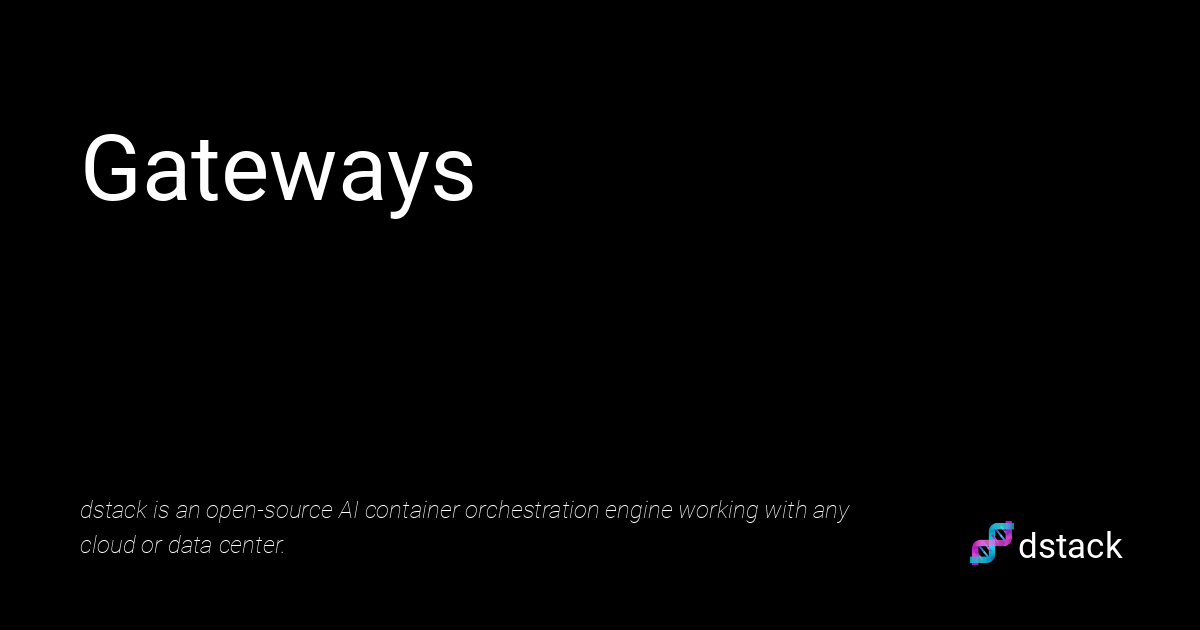 Gateways
dstack is an open-source AI container orchestration engine working with any
cloud or data center.
dstack